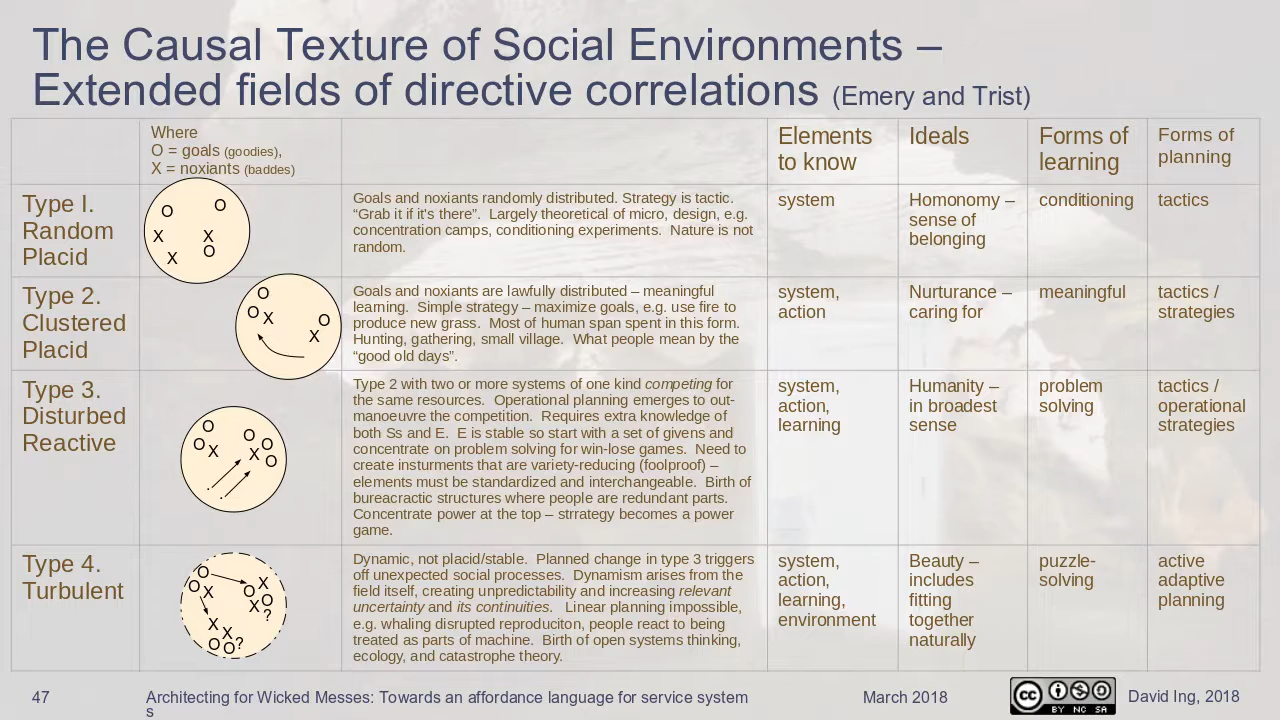 The Causal Texture of Social Environments –
Extended fields of directive correlations (Emery and Trist)
Where
O = goals (goodies),
X = noxiants (baddes)
Elements
to know
Ideals
Forms of
learning
Forms of
planning
Type I.
Random
Placid
O O
X X
O
X
Goals and noxiants randomly distributed. Strategy is tactic.
“Grab it if it's there”.  Largely theoretical of micro, design, e.g.
concentration camps, conditioning experiments.  Nature is not
random.
system
Homonomy –
sense of
belonging
conditioning
tactics
Type 2.
Clustered
Placid
O
O X O
X
Goals and noxiants are lawfully distributed – meaningful
learning.  Simple strategy – maximize goals, e.g. use fire to
produce new grass.  Most of human span spent in this form.
Hunting, gathering, small village.  What people mean by the
“good old days”.
system,
action
Nurturance –
caring for
meaningful
tactics /
strategies
Type 3.
Disturbed
Reactive
O
O X
O O
X O
Type 2 with two or more systems of one kind competing for
the same resources.  Operational planning emerges to out-
manoeuvre the competition.  Requires extra knowledge of
both Ss and E.  E is stable so start with a set of givens and
concentrate on problem solving for win-lose games.  Need to
create insturments that are variety-reducing (foolproof) –
elements must be standardized and interchangeable.  Birth of
bureacractic structures where people are redundant parts.
Concentrate power at the top – strrategy becomes a power
game.
system,
action,
learning
Humanity –
in broadest
sense
problem
solving
tactics /
operational
strategies
Type 4.
Turbulent
O
O X
X
O
X O
?
X
X
O O ?
Dynamic, not placid/stable.  Planned change in type 3 triggers
off unexpected social processes.  Dynamism arises from the
field itself, creating unpredictability and increasing relevant
uncertainty and its continuities.   Linear planning impossible,
e.g. whaling disrupted reproduciton, people react to being
treated as parts of machine.  Birth of open systems thinking,
ecology, and catastrophe theory.
system,
action,
learning,
environment
Beauty –
includes
fitting
together
naturally
puzzle-
solving
active
adaptive
planning
47
Architecting for Wicked Messes: Towards an affordance language for service system
s
March 2018
cc
BY NC SA
David Ing, 2018